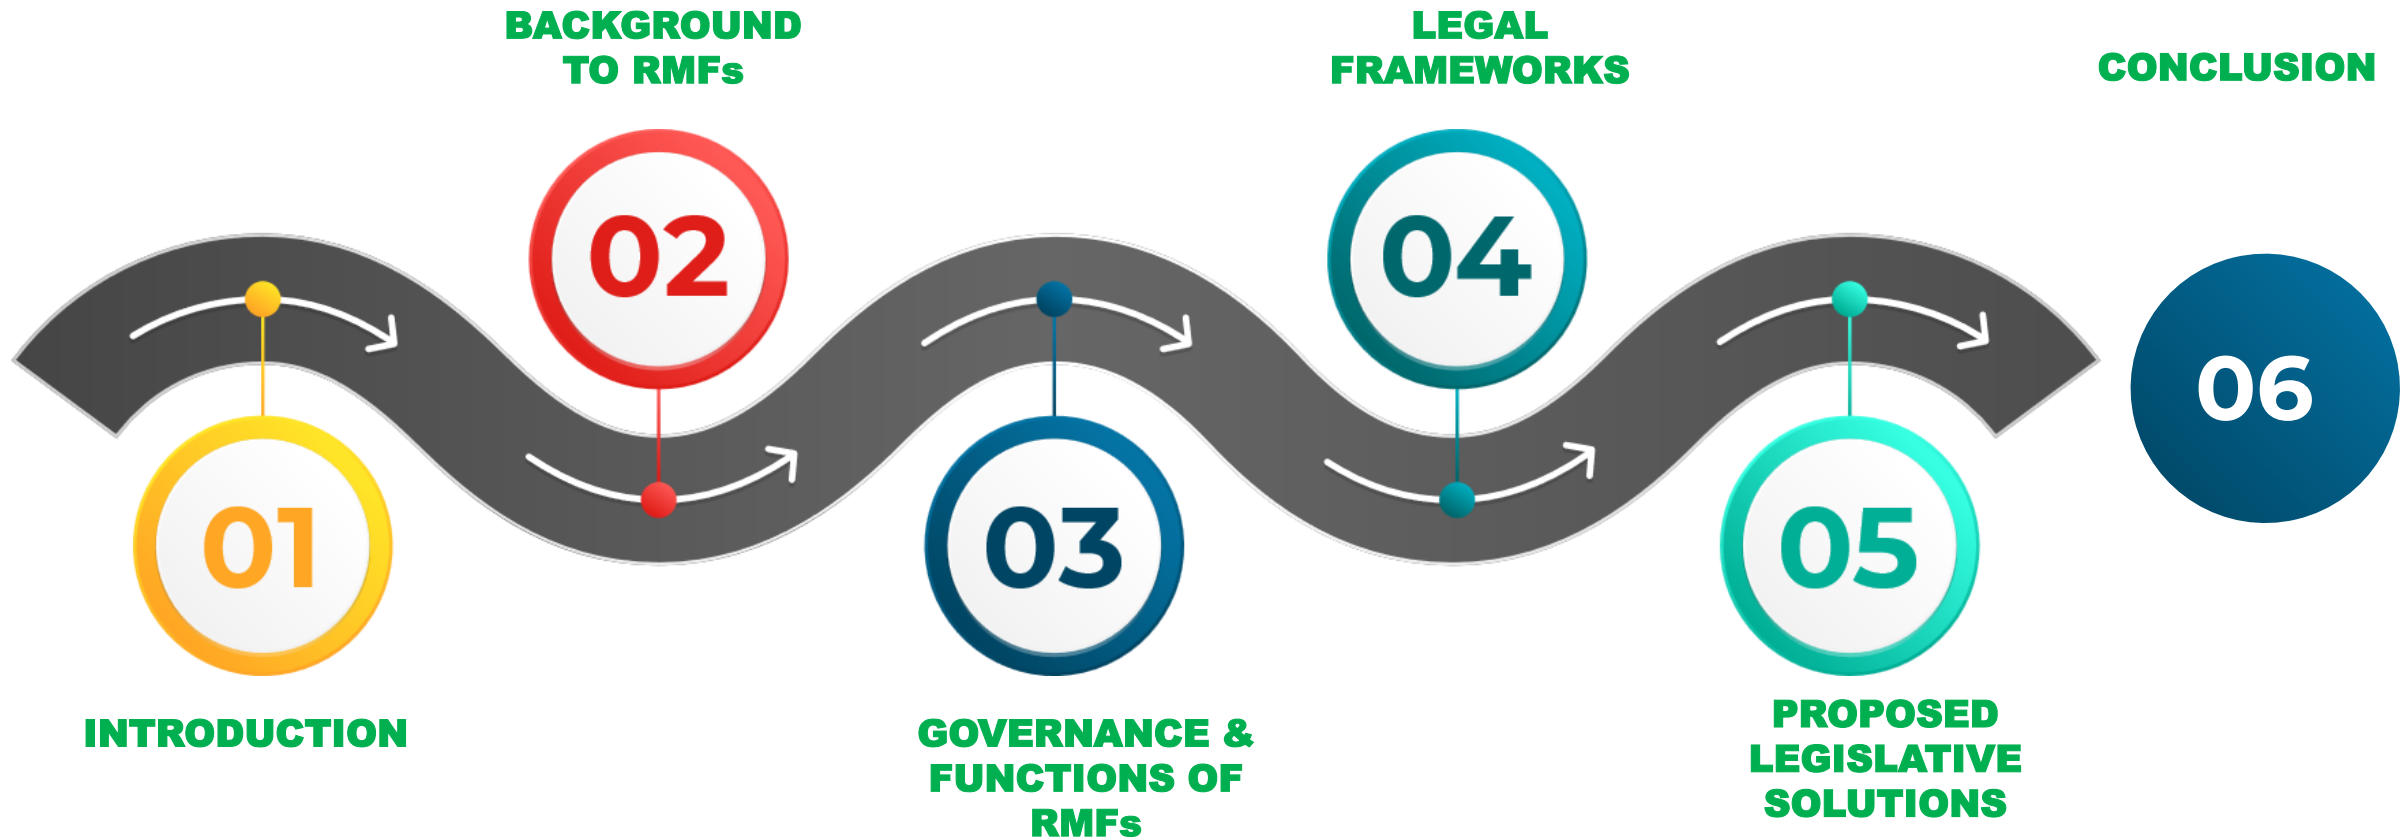 01
INTRODUCTION
BACKGROUND
TO RMFs
02
03
GOVERNANCE &
FUNCTIONS OF
RMFs
LEGAL
FRAMEWORKS
04
05
PROPOSED
LEGISLATIVE
SOLUTIONS
CONCLUSION
06